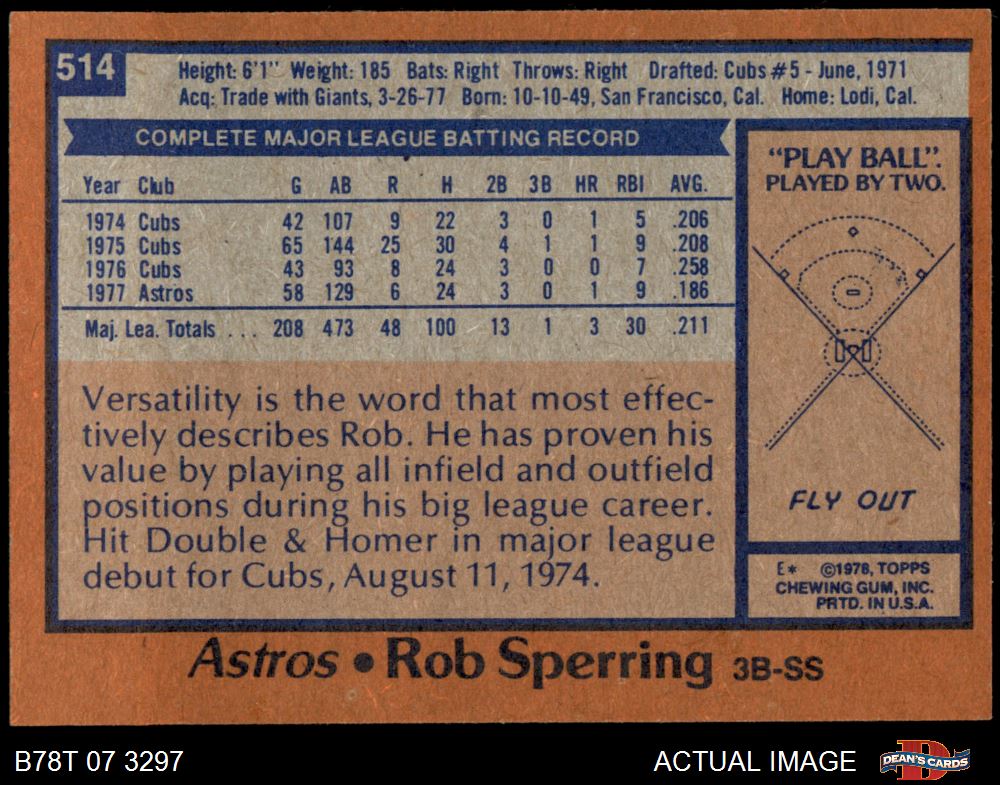 514
Height: 6'1" Weight: 185 Bats: Right Throws: Right Drafted: Cubs #5 - June, 1971
Acq: Trade with Giants, 3-26-77 Born: 10-10-49, San Francisco, Cal. Home: Lodi, Cal.
COMPLETE MAJOR LEAGUE BATTING RECORD
Year Club G AB R H 2B 3B HR RBI AVG.
1974 Cubs 42 107 9 22 3 0 1 5 .206
1975 Cubs 65 144 25 30 4 1 1 9 .208
1976 Cubs 43 93 8 24 3 0 0 7 .258
1977 Astros 58 129 6 24 3 0 1 9 .186
Maj. Lea. Totals . . . 208 473 48 100 13 1 3 30 .211
Versatility is the word that most effec-
tively describes Rob. He has proven his
value by playing all infield and outfield
positions during his big league career.
Hit Double & Homer in major league
debut for Cubs, August 11, 1974.
"PLAY BALL".
PLAYED BY TWO.
FLY OUT
E* ©1978, TOPPS
CHEWING GUM, INC.
PRTD. IN U.S.A.
Astros • Rob Sperring 3B-SS
B78T 07 3297 ACTUAL IMAGE
D
DEAN'S CARDS